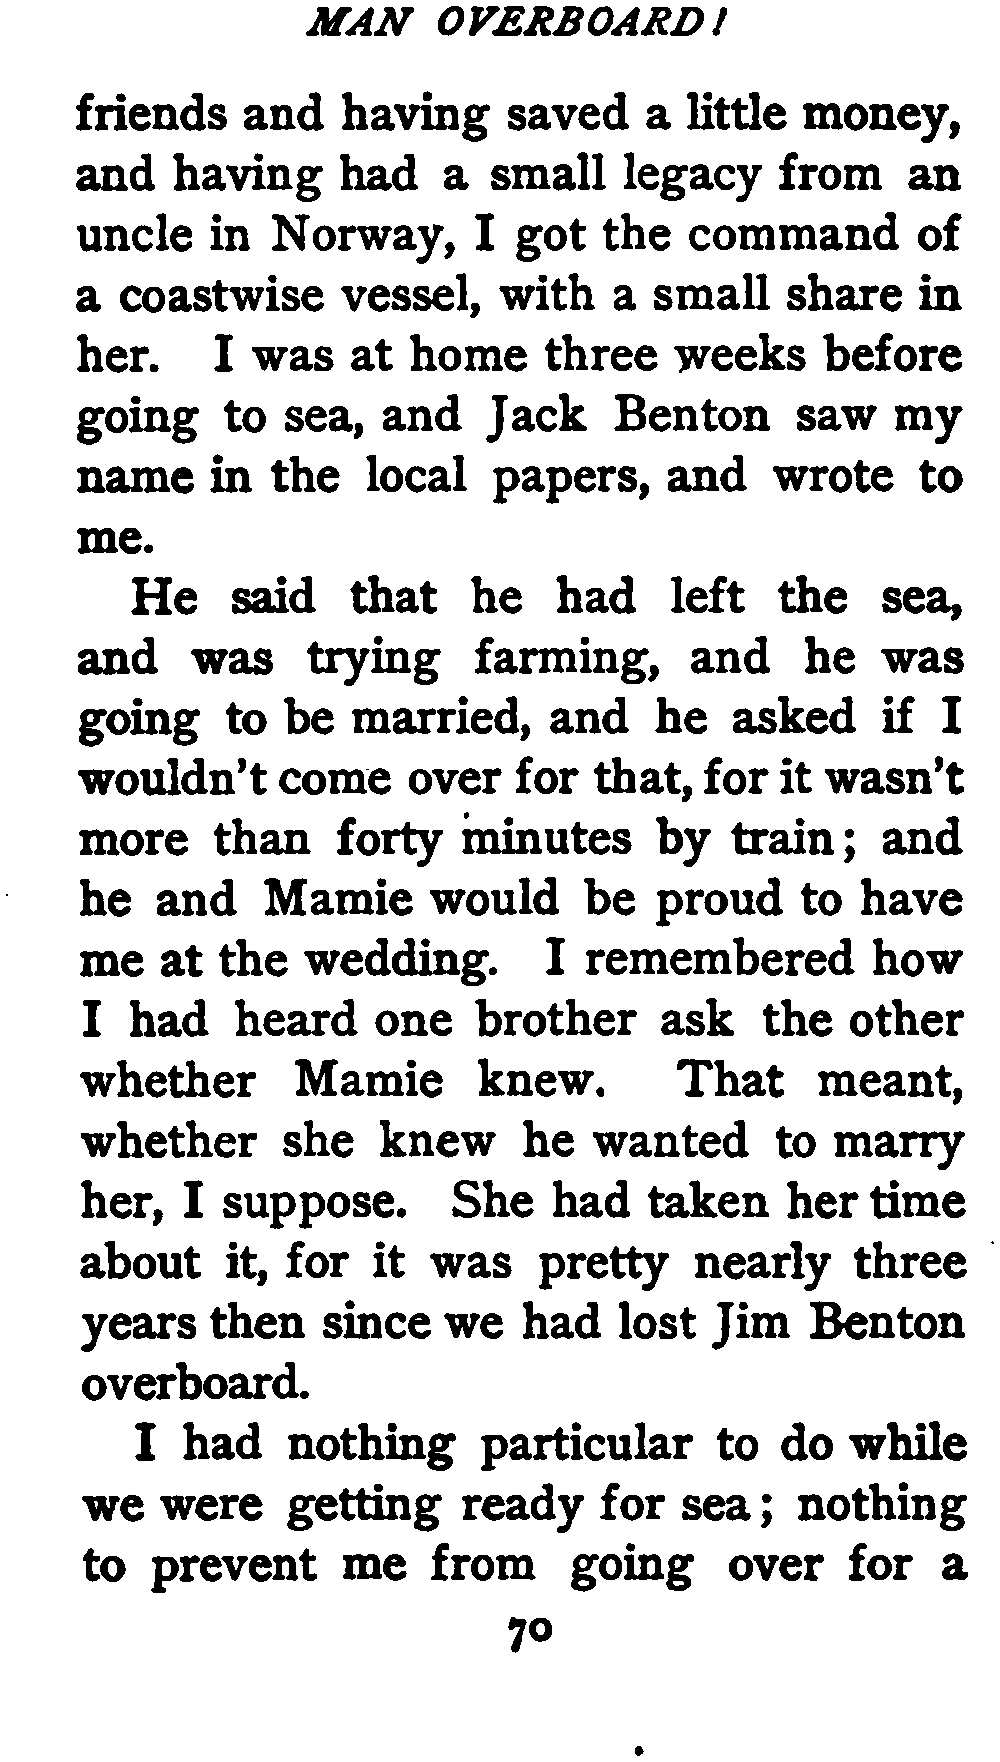 MAN OVERBOARD!
friends and having saved a little money,
and having had a small legacy from an
uncle in Norway, I got the command of
a coastwise vessel, with a small share in
her. I was at home three weeks before
going to sea, and Jack Benton saw my
name in the local papers, and wrote to
me.
He said that he had left the sea,
and was trying farming, and he was
going to be married, and he asked if I
wouldn't come over for that, for it wasn't
more than forty minutes by train; and
he and Mamie would be proud to have
me at the wedding. I remembered how
I had heard one brother ask the other
whether Mamie knew. That meant,
whether she knew he wanted to marry
her, I suppose. She had taken her time
about it, for it was pretty nearly three
years then since we had lost Jim Benton
overboard.
I had nothing particular to do while
we were getting ready for sea; nothing
to prevent me from going over for a
70